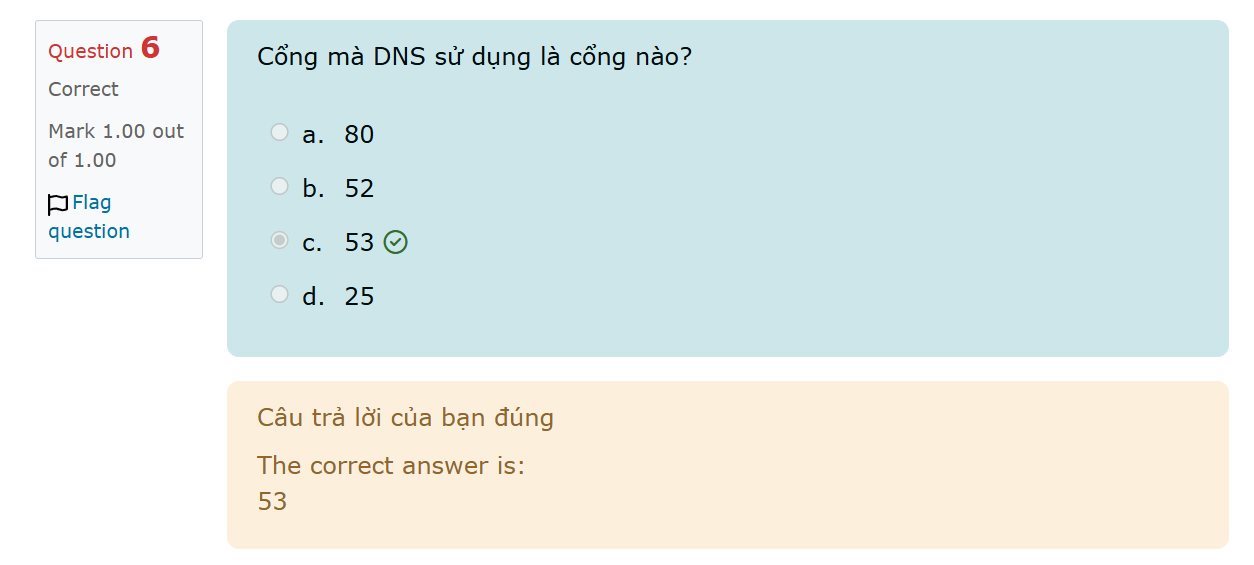 Question 6
Correct
Mark 1.00 out
of 1.00
Flag
question
Cổng mà DNS sử dụng là cổng nào?
a. 80
b. 52
c. 53
d. 25
Câu trả lời của bạn đúng
The correct answer is:
53